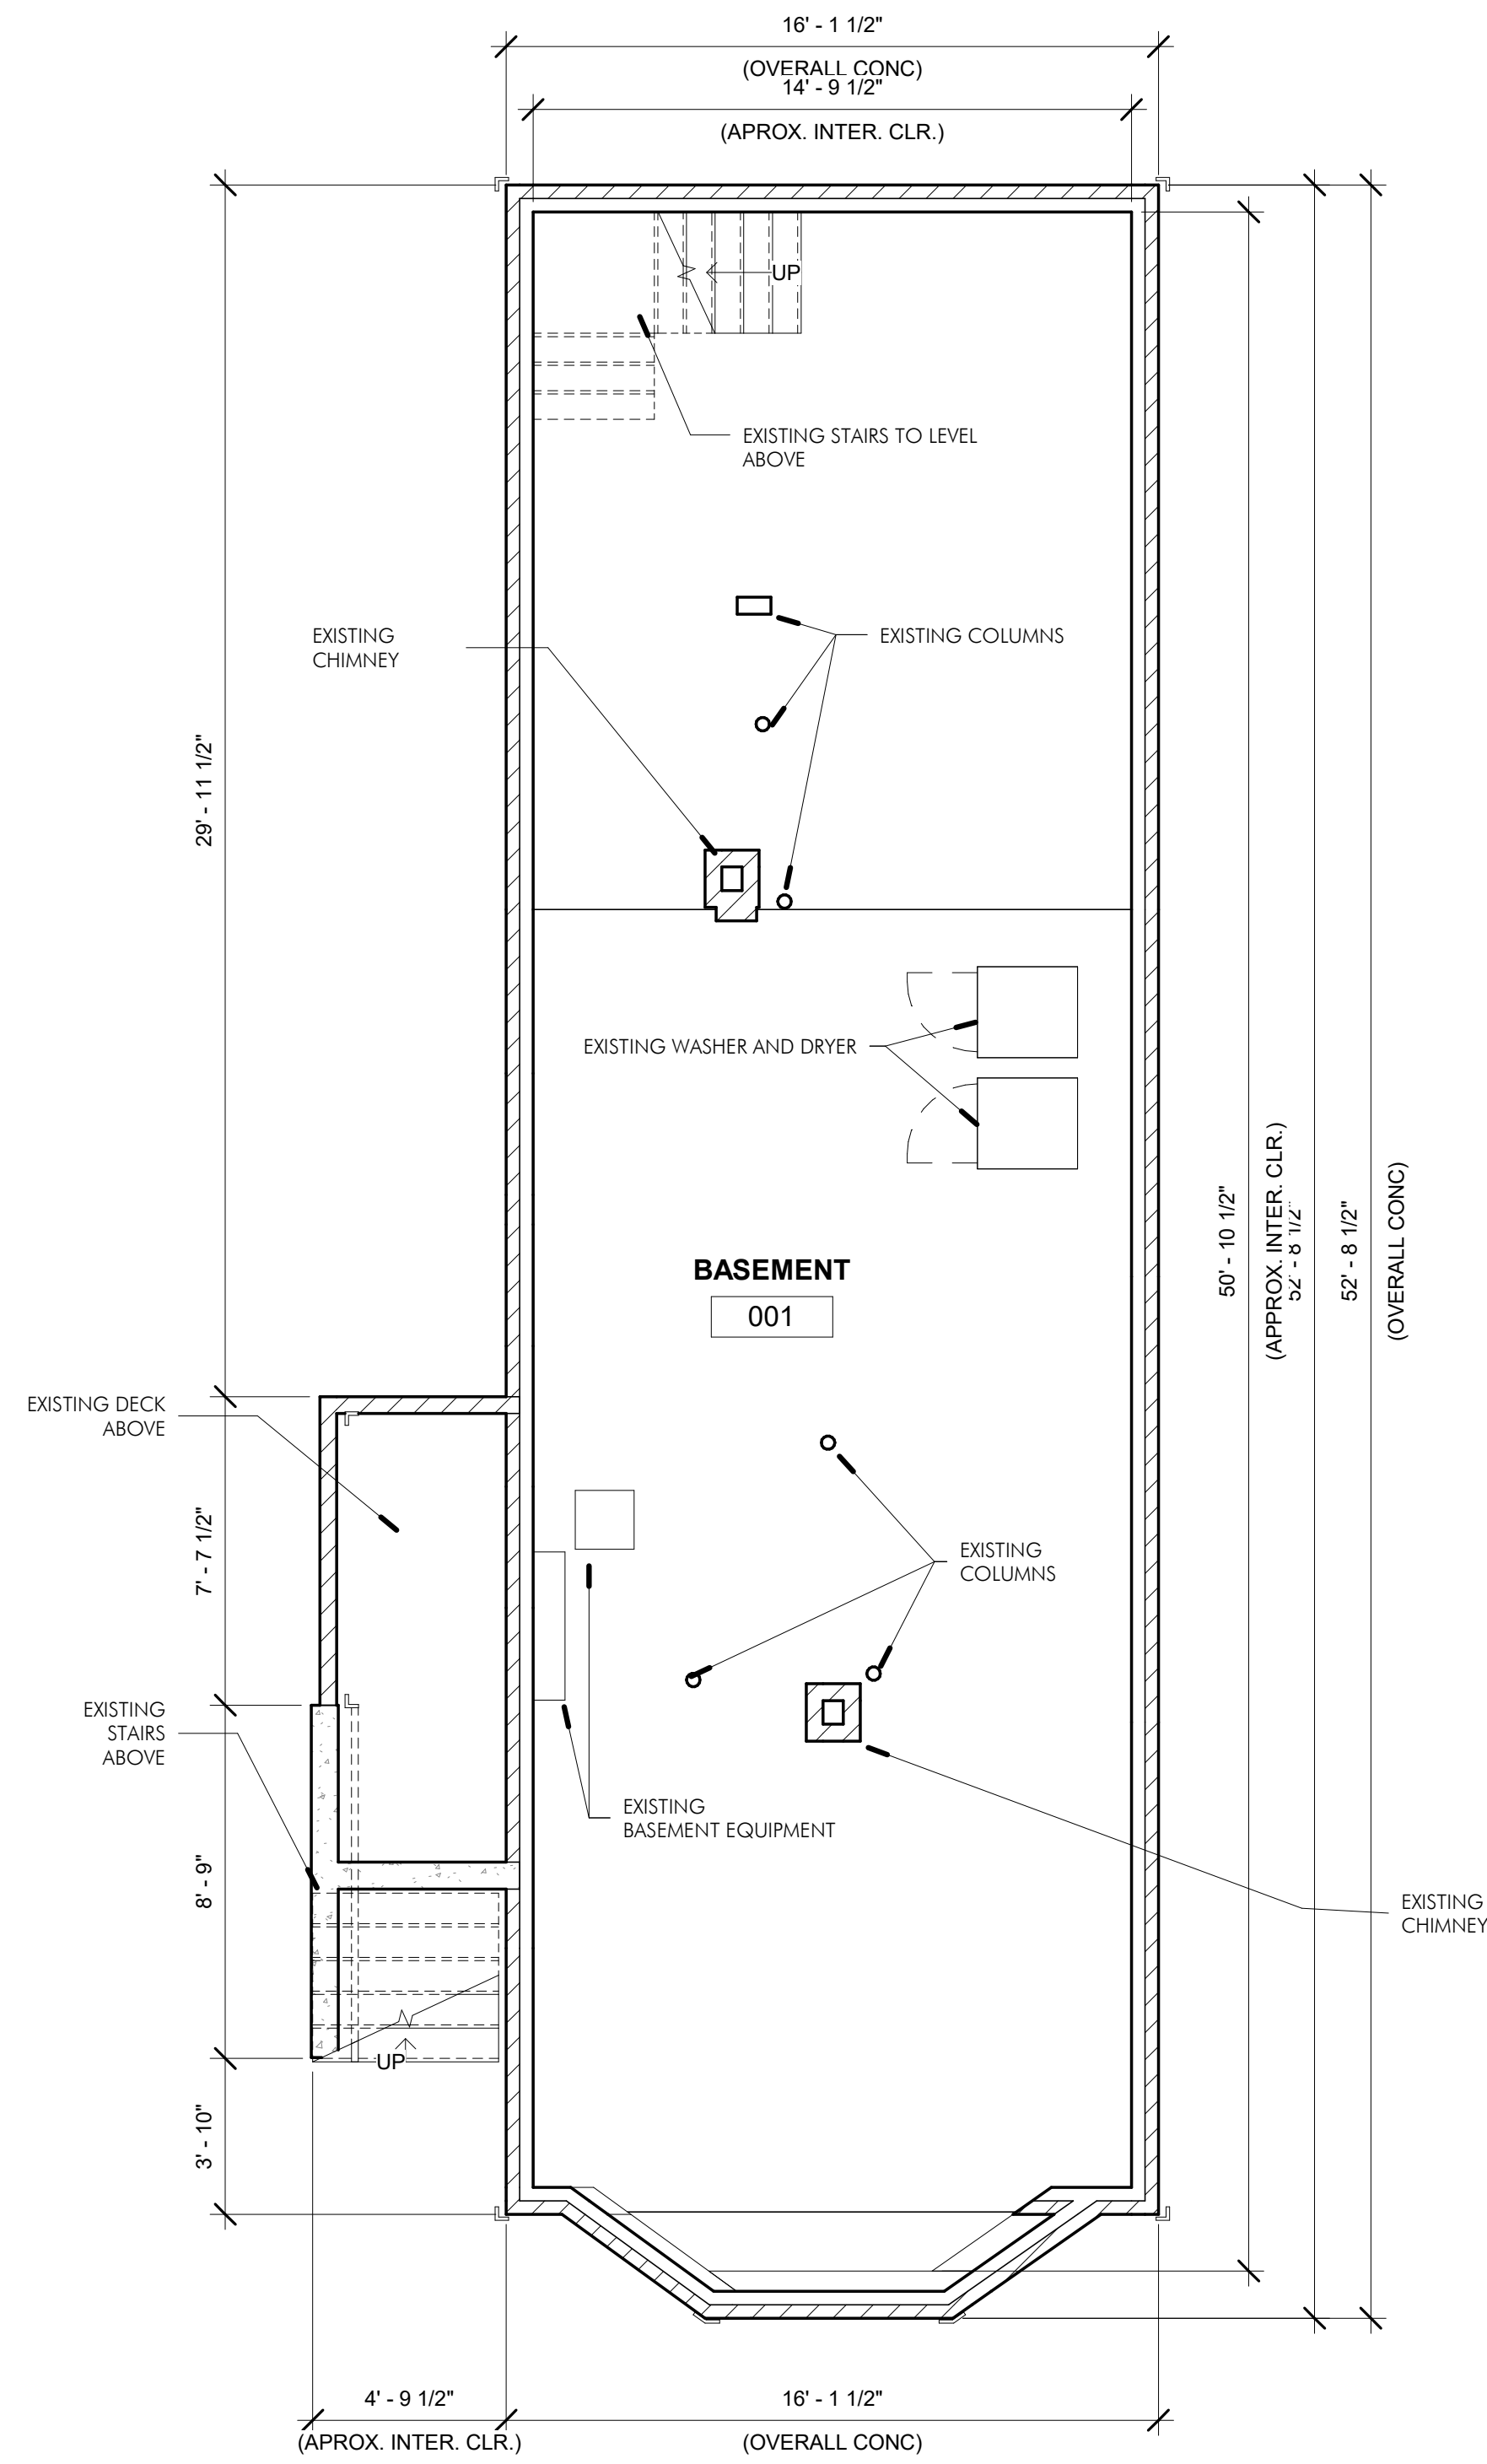 16' - 1 1/2"
(OVERALL CONC)
14' - 9 1/2"
(APROX. INTER. CLR.)
UP
EXISTING STAIRS TO LEVEL
ABOVE
EXISTING
CHIMNEY
EXISTING COLUMNS
29' - 11 1/2"
EXISTING WASHER AND DRYER
50' - 10 1/2"
(APPROX. INTER. CLR.)
52' - 8 1/2"
52' - 8 1/2"
(OVERALL CONC)
BASEMENT
001
EXISTING DECK
ABOVE
7' - 7 1/2"
EXISTING
COLUMNS
EXISTING
STAIRS
ABOVE
EXISTING
BASEMENT EQUIPMENT
8' - 9"
EXISTING
CHIMNEY
UP
3' - 10"
4' - 9 1/2"
(APROX. INTER. CLR.)
16' - 1 1/2"
(OVERALL CONC)